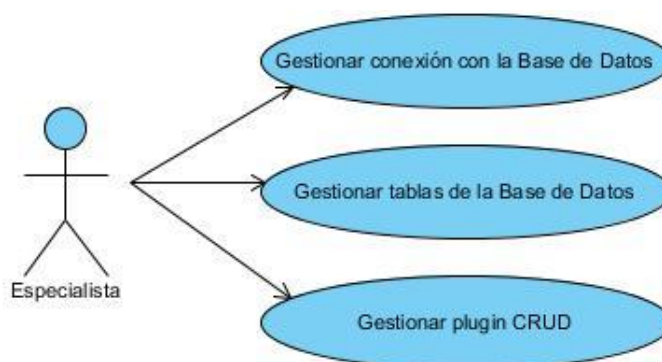 Gestionar conexión con la Base de Datos
Gestionar tablas de la Base de Datos
Especialista
Gestionar plugin CRUD